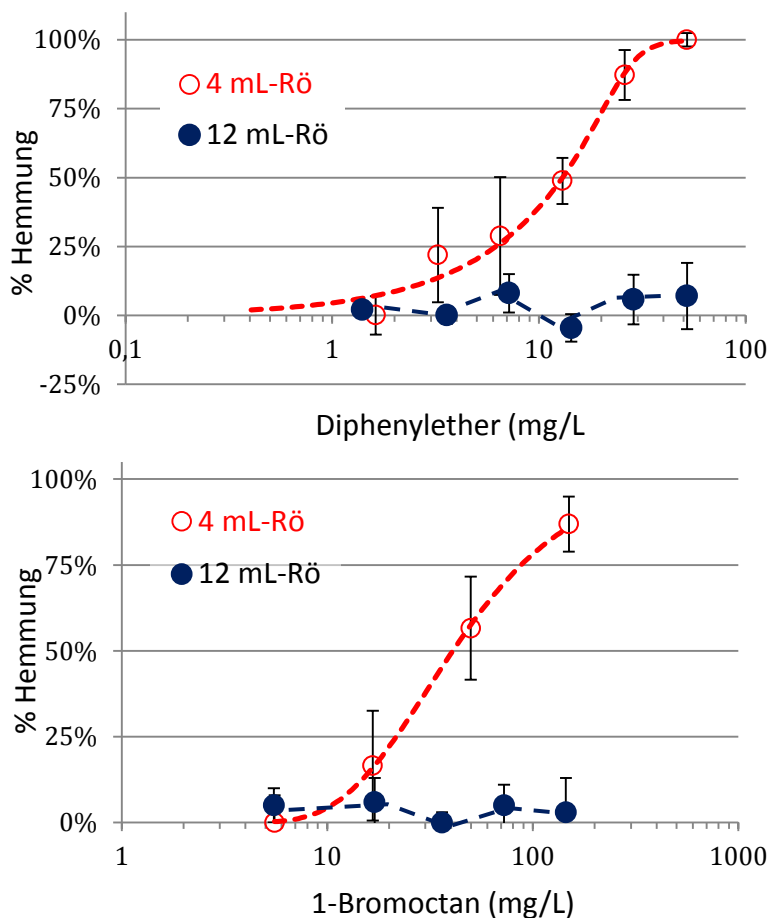 100%
75%
50%
25%
0%
-25%
% Hemmung
4 mL-Rö
12 mL-Rö
0,1
1
10
100
Diphenylether (mg/L
100%
75%
50%
25%
0%
% Hemmung
4 mL-Rö
12 mL-Rö
1
10
100
1000
1-Bromoctan (mg/L)